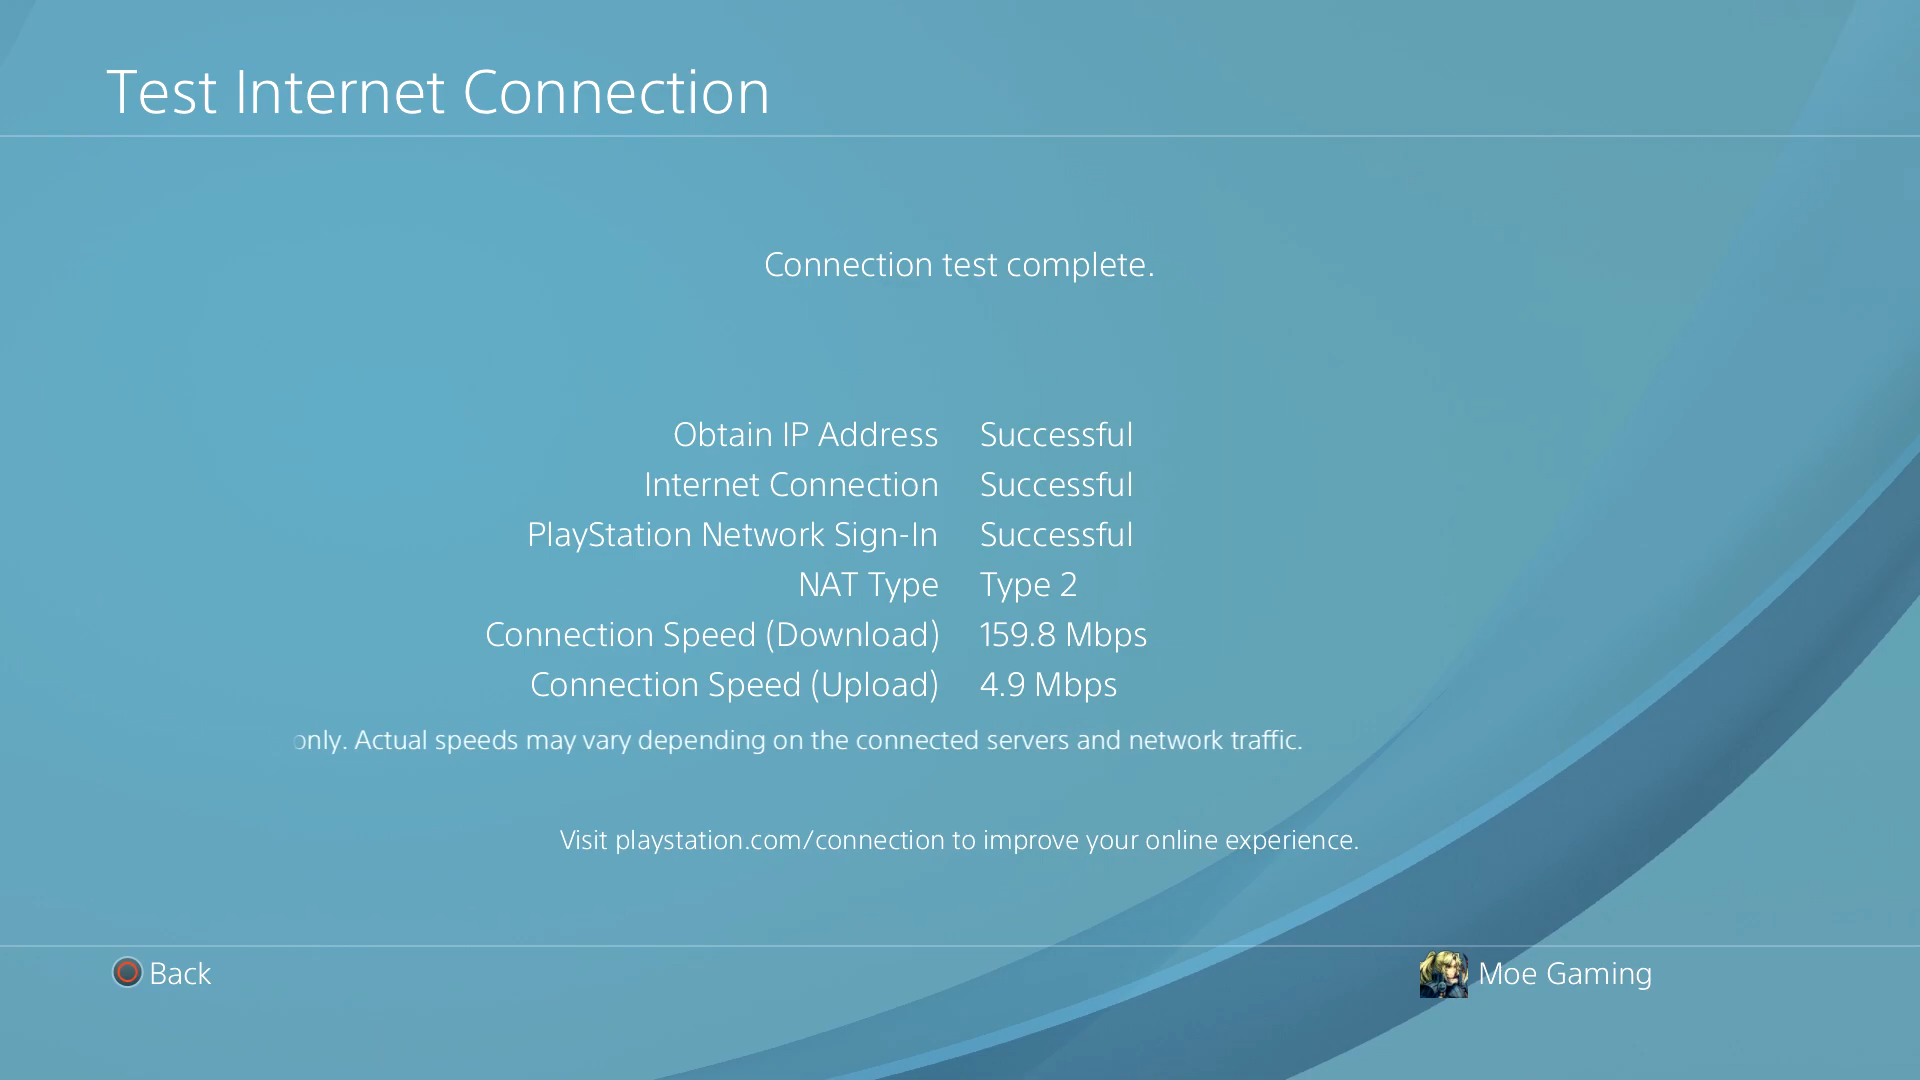 Test Internet Connection
Connection test complete.
Obtain IP Address Successful
Internet Connection Successful
PlayStation Network Sign-In Successful
NAT Type Type 2
Connection Speed (Download) 159.8 Mbps
Connection Speed (Upload) 4.9 Mbps
only. Actual speeds may vary depending on the connected servers and network traffic.
Visit playstation.com/connection to improve your online experience.
Back
Moe Gaming